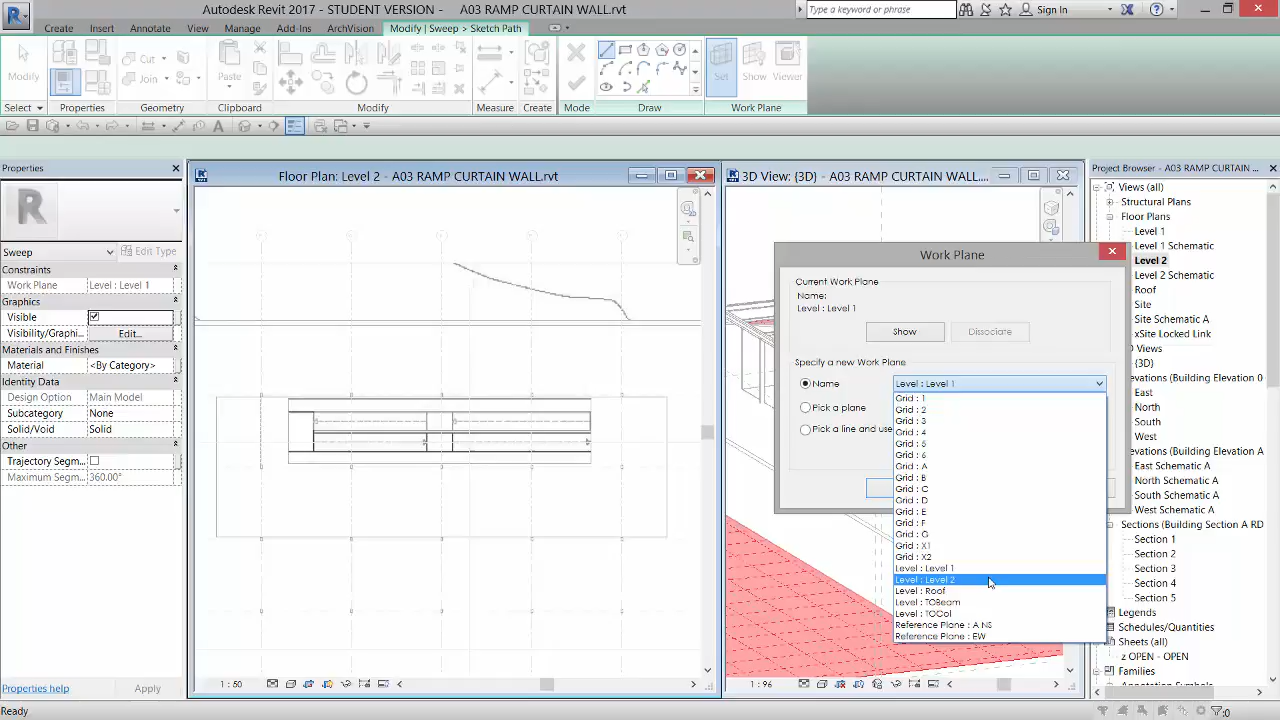 Autodesk Revit 2017 - STUDENT VERSION - A03 RAMP CURTAIN WALL.rvt
Type a keyword or phrase
Sign In
Create
Insert
Annotate
View
Manage
Add-Ins
ArchVision
Modify | Sweep > Sketch Path
Modify
Cut
Join
Paste
Set
Show
Viewer
Select
Properties
Geometry
Clipboard
Modify
Measure
Create
Mode
Draw
Work Plane
Properties
Sweep
Edit Type
Constraints
Work Plane
Level : Level 1
Graphics
Visible
Visibility/Graphi...
Edit...
Materials and Finishes
Material
<By Category>
Identity Data
Main Model
Subcategory
None
Solid/Void
Solid
Other
Trajectory Segm...
Maximum Segm...
360.00°
Properties help
Apply
Floor Plan: Level 2 - A03 RAMP CURTAIN WALL.rvt
1 : 50
3D View: {3D} - A03 RAMP CURTAIN WALL....
1 : 96
Work Plane
Current Work Plane
Name:
Level : Level 1
Show
Dissociate
Specify a new Work Plane
Name
Level : Level 1
Pick a plane
Pick a line and use
Grid : 1
Grid : 2
Grid : 3
Grid : 4
Grid : 5
Grid : 6
Grid : A
Grid : B
Grid : C
Grid : D
Grid : E
Grid : F
Grid : G
Grid : X1
Grid : X2
Level : Level 1
Level : Level 2
Level : Roof
Level : TOBeam
Level : TOCol
Reference Plane : A NS
Reference Plane : EW
Project Browser - A03 RAMP CURTAIN ...
Views (all)
Structural Plans
Floor Plans
Level 1
Level 1 Schematic
Level 2
Level 2 Schematic
Roof
Site
Site Schematic A
xSite Locked Link
D Views
{3D}
evations (Building Elevation 0
East
North
South
West
evations (Building Elevation A
East Schematic A
North Schematic A
South Schematic A
West Schematic A
Sections (Building Section A RD
Section 1
Section 2
Section 3
Section 4
Section 5
Legends
Schedules/Quantities
Sheets (all)
z OPEN - OPEN
Families
Annotation Symbols
Ready
:0